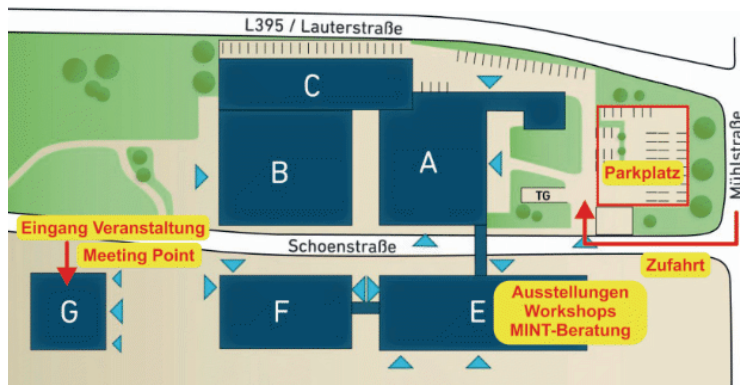 L395 / Lauterstraße
C
B
A
Parkplatz
Mühlstraße
TG
Eingang Veranstaltung
Meeting Point
Schoenstraße
Zufahrt
G
F
E
Ausstellungen
Workshops
MINT-Beratung